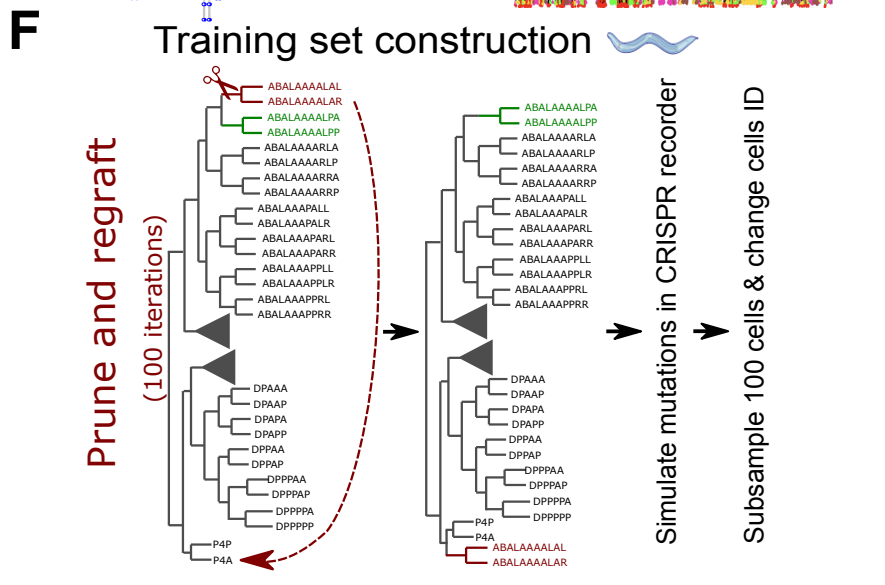 F
Training set construction
Prune and regraft
(100 iterations)
ABALAAAALAL
ABALAAAALAR
ABALAAAALPA
ABALAAAALPP
ABALAAAARLA
ABALAAAARLP
ABALAAAARRA
ABALAAAARRP
ABALAAAPALL
ABALAAAPALR
ABALAAAPARL
ABALAAAPARR
ABALAAAPPLL
ABALAAAPPLR
ABALAAAPPRL
ABALAAAPPRR
DPAAA
DPAAP
DPAPA
DPAPP
DPPAA
DPPAP
DPPPAA
DPPPAP
DPPPPA
DPPPPP
P4P
P4A
ABALAAAALPA
ABALAAAALPP
ABALAAAARLA
ABALAAAARLP
ABALAAAARRA
ABALAAAARRP
ABALAAAPALL
ABALAAAPALR
ABALAAAPARL
ABALAAAPARR
ABALAAAPPLL
ABALAAAPPLR
ABALAAAPPRL
ABALAAAPPRR
DPAAA
DPAAP
DPAPA
DPAPP
DPPAA
DPPAP
DPPPAA
DPPPAP
DPPPPA
DPPPPP
P4P
P4A
ABALAAAALAL
ABALAAAALAR
Simulate mutations in CRISPR recorder
Subsample 100 cells & change cells ID